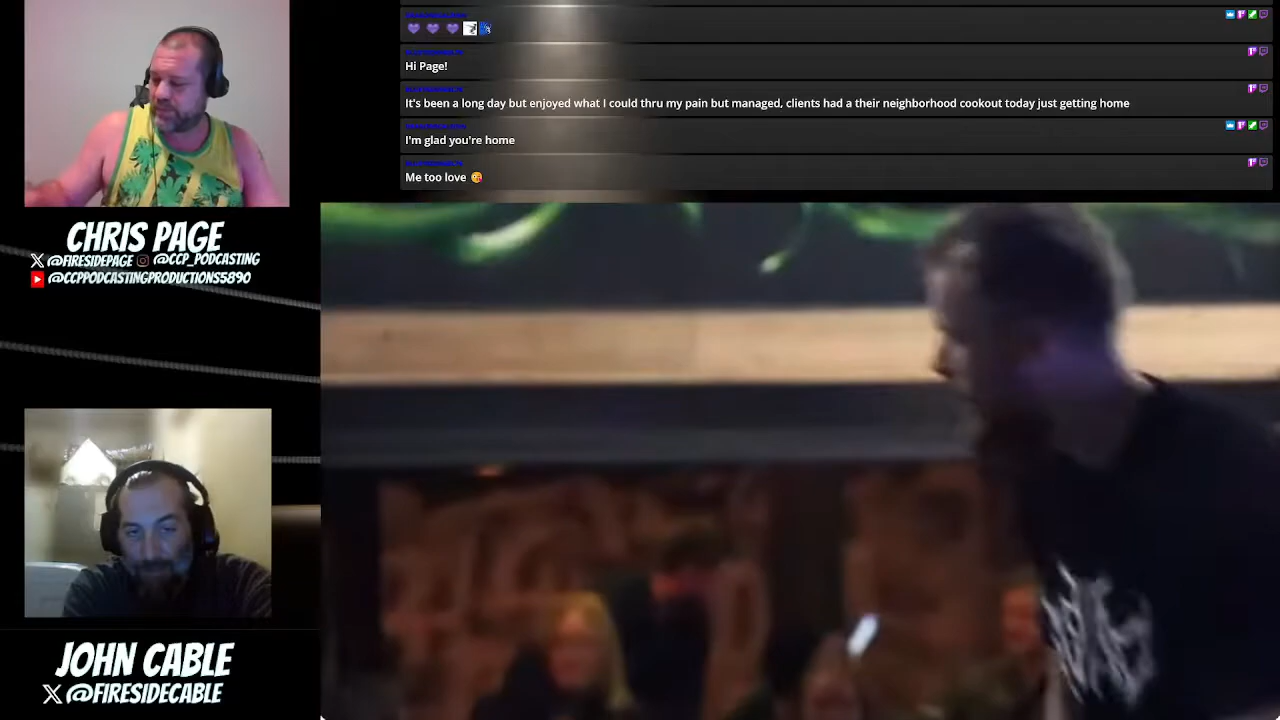 Hi Page!
It's been a long day but enjoyed what I could thru my pain but managed, clients had a their neighborhood cookout today just getting home
I'm glad you're home
Me too love
CHRIS PAGE
@FIRESIDEPAGE @CCP_PODCASTING
@CCPPODCASTINGPRODUCTIONS5890
JOHN CABLE
@FIRESIDECABLE